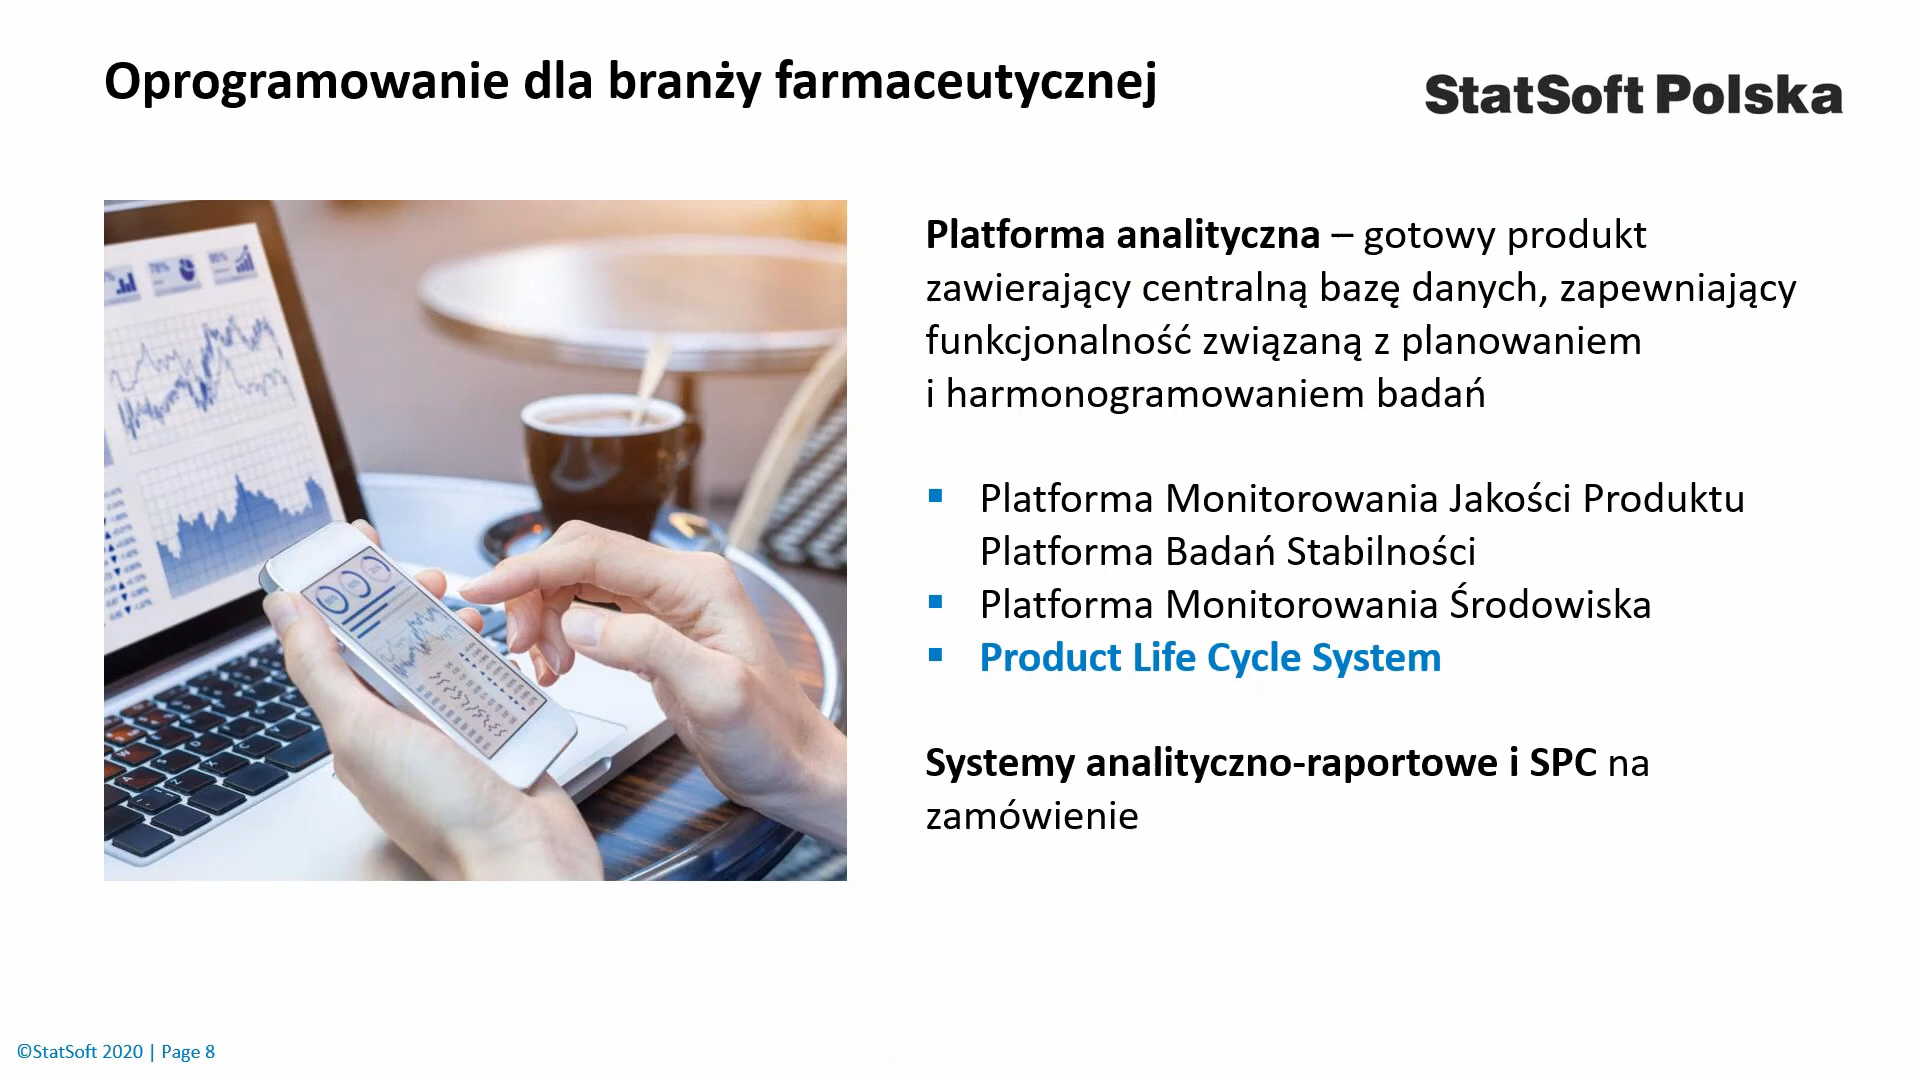 Oprogramowanie dla branży farmaceutycznej
StatSoft Polska
Platforma analityczna – gotowy produkt
zawierający centralną bazę danych, zapewniający
funkcjonalność związaną z planowaniem
i harmonogramowaniem badań
▪ Platforma Monitorowania Jakości Produktu
Platforma Badań Stabilności
▪ Platforma Monitorowania Środowiska
▪ Product Life Cycle System
Systemy analityczno-raportowe i SPC na
zamówienie
©StatSoft 2020 | Page 8